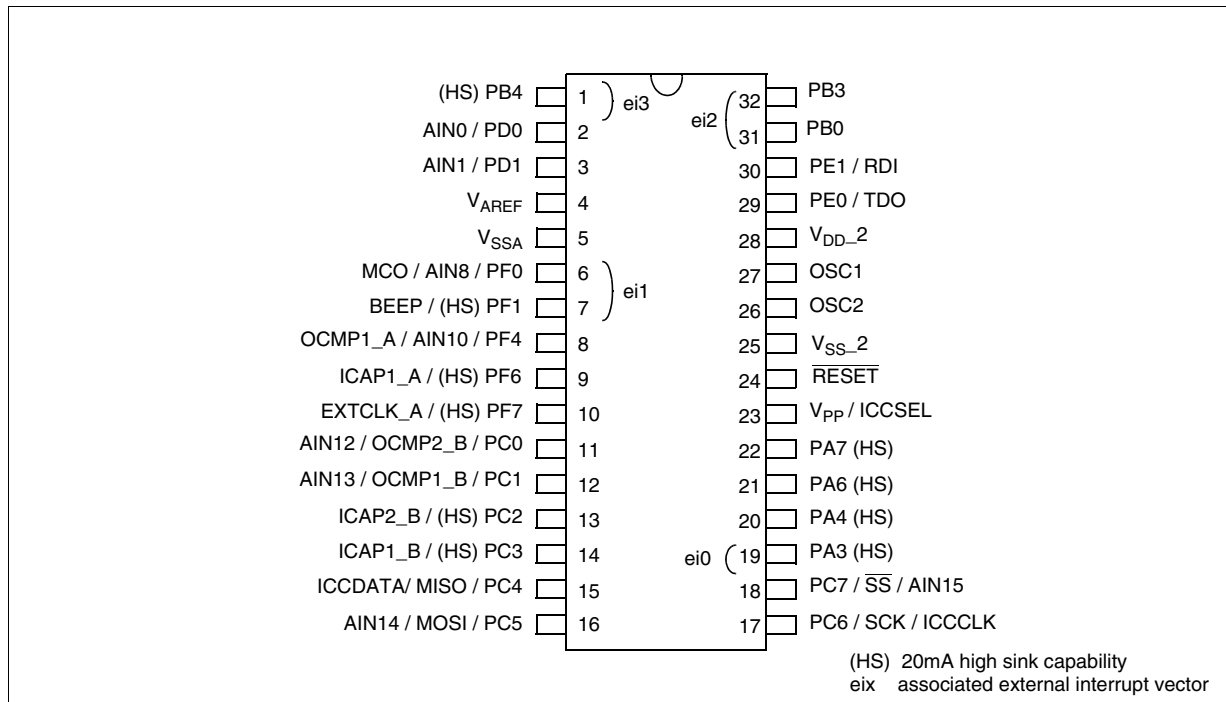 (HS) PB4 1 ei3 ei2 32 PB3
AIN0 / PD0 2 31 PB0
AIN1 / PD1 3 30 PE1 / RDI
VAREF 4 29 PE0 / TDO
VSSA 5 28 VDD_2
MCO / AIN8 / PF0 6 ei1 27 OSC1
BEEP / (HS) PF1 7 26 OSC2
OCMP1_A / AIN10 / PF4 8 25 VSS_2
ICAP1_A / (HS) PF6 9 24 RESET
EXTCLK_A / (HS) PF7 10 23 VPP / ICCSEL
AIN12 / OCMP2_B / PC0 11 22 PA7 (HS)
AIN13 / OCMP1_B / PC1 12 21 PA6 (HS)
ICAP2_B / (HS) PC2 13 20 PA4 (HS)
ICAP1_B / (HS) PC3 14 ei0 19 PA3 (HS)
ICCDATA/ MISO / PC4 15 18 PC7 / SS / AIN15
AIN14 / MOSI / PC5 16 17 PC6 / SCK / ICCCLK
(HS) 20mA high sink capability
eix associated external interrupt vector